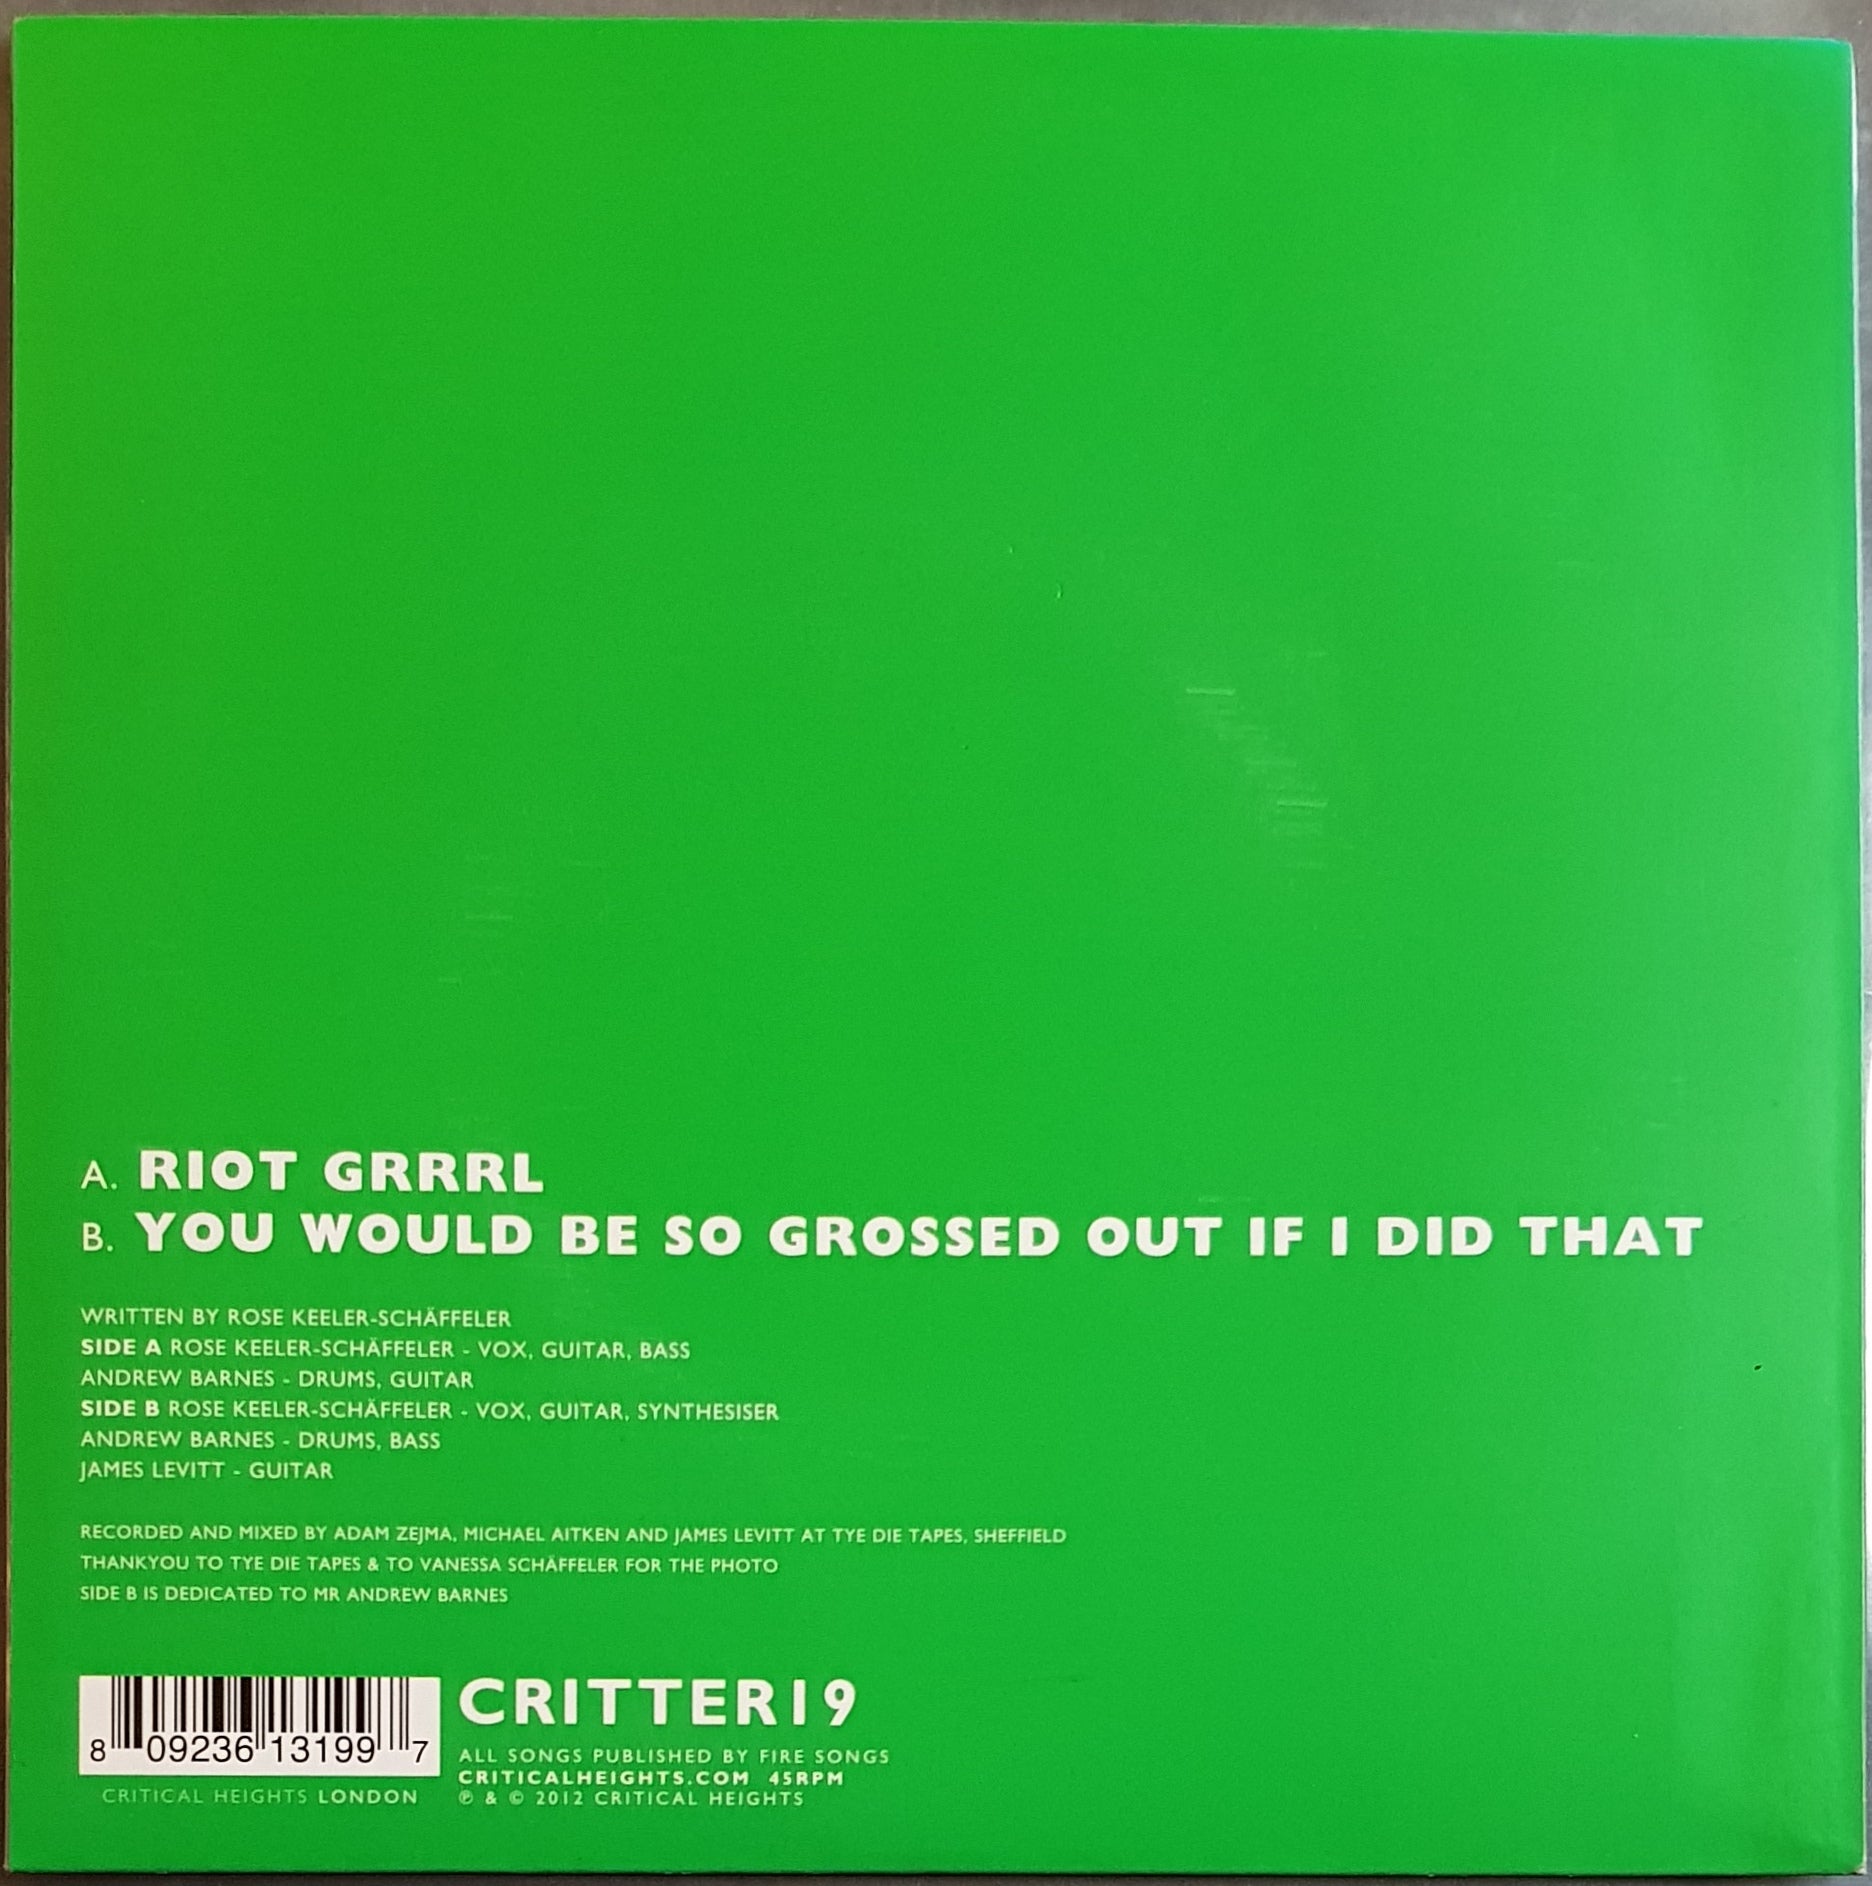 A. RIOT GRRRL
B. YOU WOULD BE SO GROSSED OUT IF I DID THAT
WRITTEN BY ROSE KEELER-SCHÄFFELER
SIDE A ROSE KEELER-SCHÄFFELER - VOX, GUITAR, BASS
ANDREW BARNES - DRUMS, GUITAR
SIDE B ROSE KEELER-SCHÄFFELER - VOX, GUITAR, SYNTHESISER
ANDREW BARNES - DRUMS, BASS
JAMES LEVITT - GUITAR
RECORDED AND MIXED BY ADAM ZEJMA, MICHAEL AITKEN AND JAMES LEVITT AT TYE DIE TAPES, SHEFFIELD
THANKYOU TO TYE DIE TAPES & TO VANESSA SCHÄFFELER FOR THE PHOTO
SIDE B IS DEDICATED TO MR ANDREW BARNES
8 09236 13199 7
CRITICAL HEIGHTS LONDON
CRITTER19
ALL SONGS PUBLISHED BY FIRE SONGS
CRITICALHEIGHTS.COM 45RPM
℗ & © 2012 CRITICAL HEIGHTS